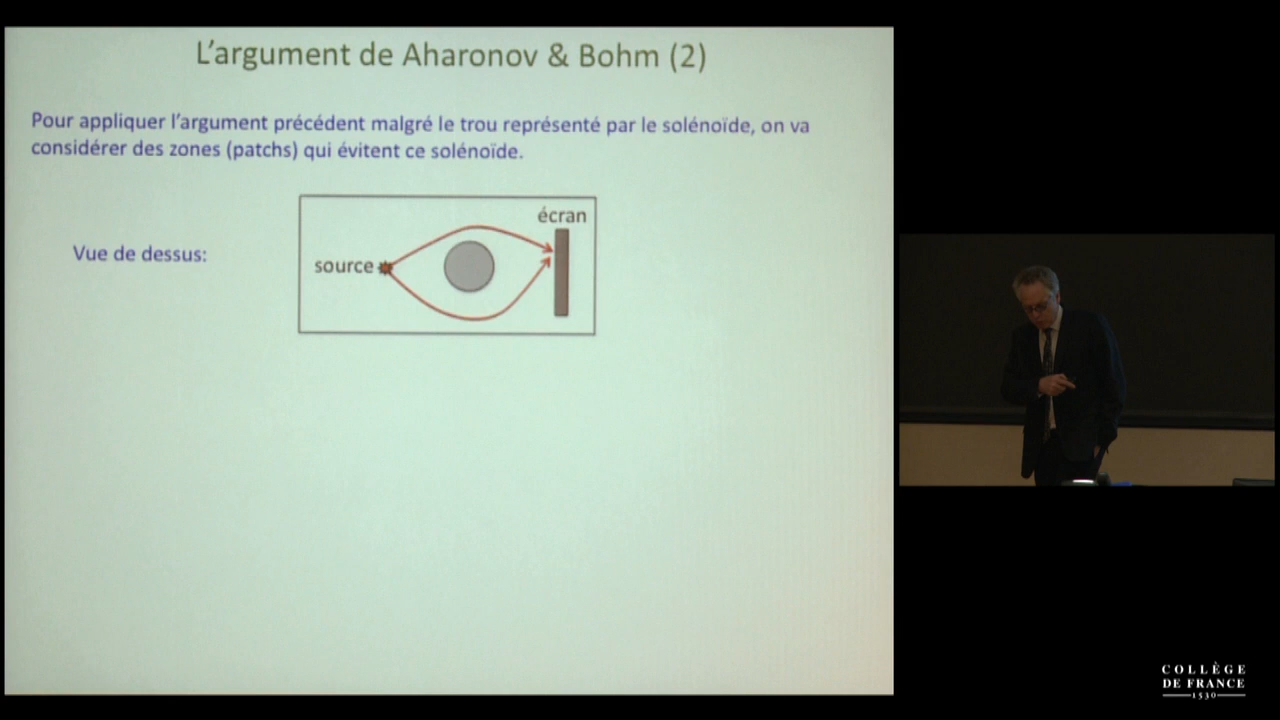 L'argument de Aharonov & Bohm (2)
Pour appliquer l'argument précédent malgré le trou représenté par le solénoïde, on va
considérer des zones (patchs) qui évitent ce solénoïde.
Vue de dessus:
écran
source
COLLÈGE
DE FRANCE
1530